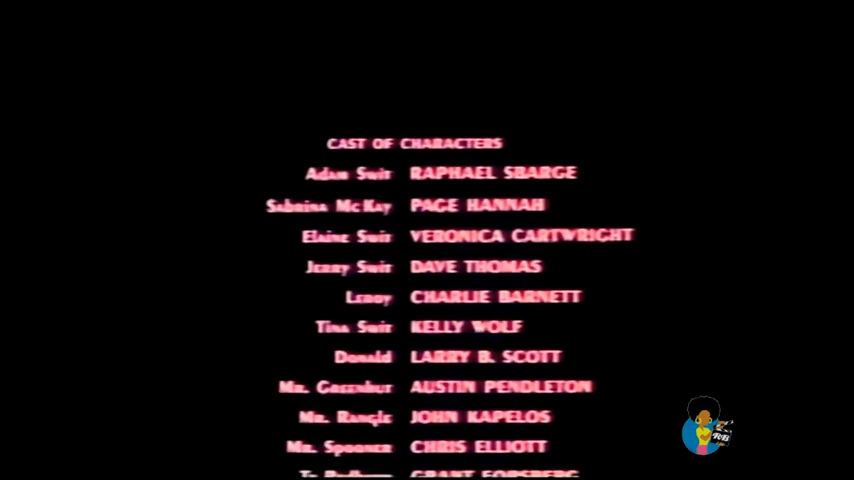 CAST OF CHARACTERS
Adam Swit RAPHAEL SBARGE
Sabrina McKay PAGE HANNAH
Elaine Swit VERONICA CARTWRIGHT
Jerry Swit DAVE THOMAS
Leroy CHARLIE BARNETT
Tina Swit KELLY WOLF
Donald LARRY B. SCOTT
Mr. Greenhut AUSTIN PENDLETON
Mr. Rangle JOHN KAPELOS
Mr. Spooner CHRIS ELLIOTT
GRANT FORSBERG